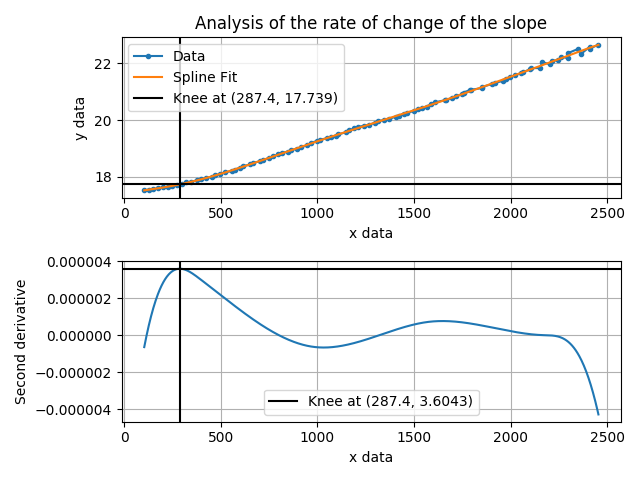 Analysis of the rate of change of the slope
Data
Spline Fit
Knee at (287.4, 17.739)
22
20
18
y data
0 500 1000 1500 2000 2500
x data
0.000004
0.000002
0.000000
−0.000002
−0.000004
Second derivative
Knee at (287.4, 3.6043)
0 500 1000 1500 2000 2500
x data